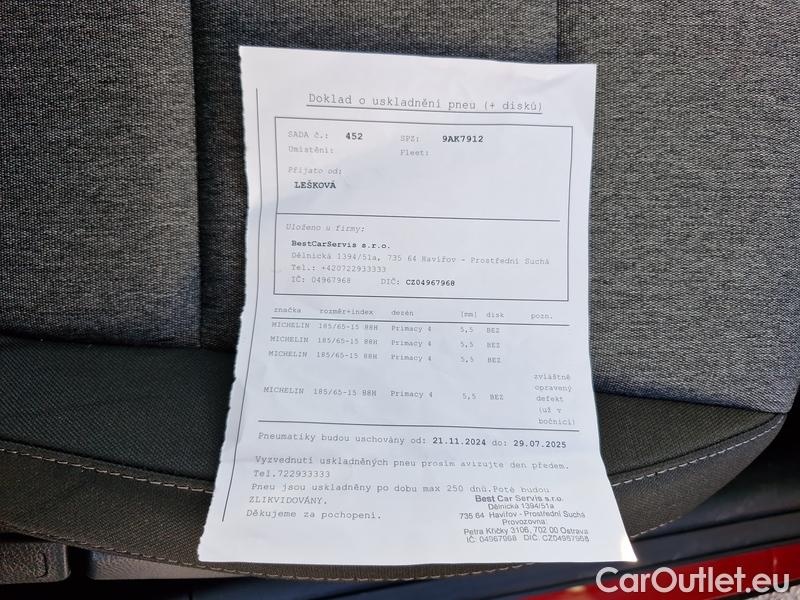 Doklad o uskladnění pneu (+ disků)
SADA č.: 452 SPZ: 9AK7912
Umístění: Fleet:
Přijato od:
LEŠKOVÁ
Uloženo u firmy:
BestCarServis s.r.o.
Dělnická 1394/51a, 735 64 Havířov - Prostřední Suchá
Tel.: +420722933333
IČ: 04967968 DIČ: CZ04967968
značka rozměr+index dezén [mm] disk pozn.
MICHELIN 185/65-15 88H Primacy 4 5,5 BEZ
MICHELIN 185/65-15 88H Primacy 4 5,5 BEZ
MICHELIN 185/65-15 88H Primacy 4 5,5 BEZ
MICHELIN 185/65-15 88H Primacy 4 5,5 BEZ zvláštně
opravený
defekt
(už v
bočnici)
Pneumatiky budou uschovány od: 21.11.2024 do: 29.07.2025
Vyzvednutí uskladněných pneu prosím avizujte den předem.
Tel.722933333
Pneu jsou uskladněny po dobu max 250 dnů.Poté budou
ZLIKVIDOVÁNY.
Děkujeme za pochopení.
Best Car Servis s.r.o.
Dělnická 1394/51a
735 64 Havířov - Prostřední Suchá
Provozovna:
Petra Křičky 3106, 702 00 Ostrava
IČ: 04967968 DIČ. CZ04967968
CarOutlet.eu